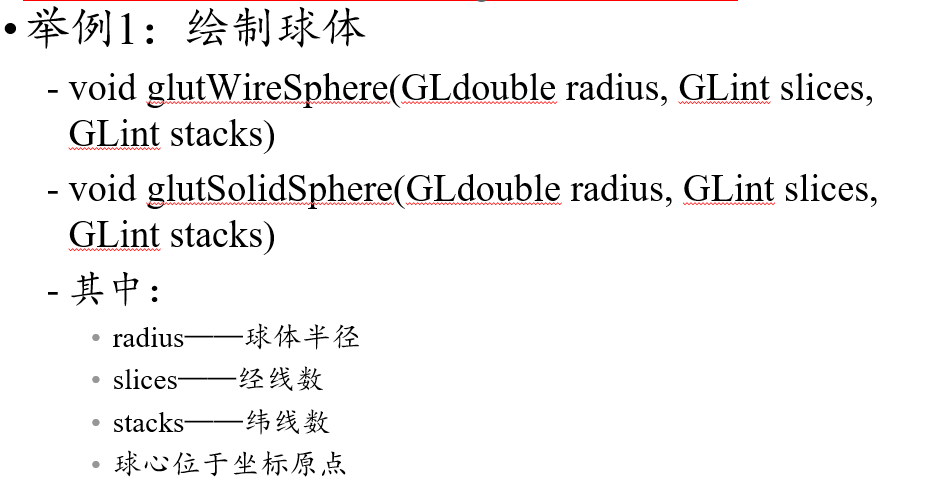 •举例1：绘制球体
- void glutWireSphere(GLdouble radius, GLint slices,
GLint stacks)
- void glutSolidSphere(GLdouble radius, GLint slices,
GLint stacks)
- 其中：
• radius——球体半径
• slices——经线数
• stacks——纬线数
• 球心位于坐标原点